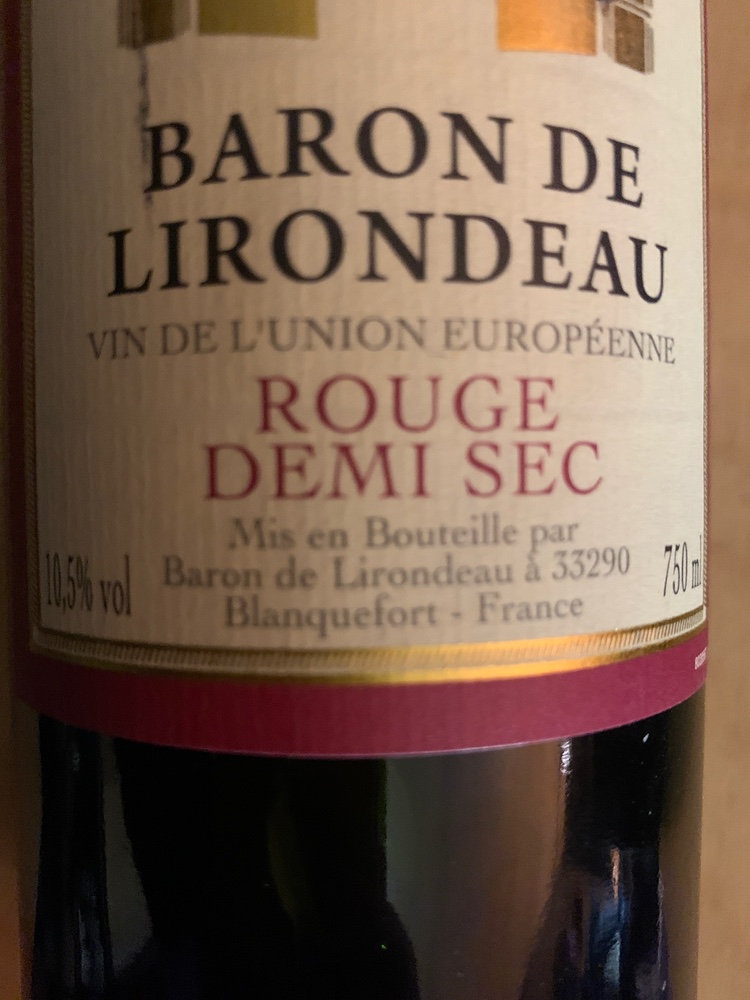 BARON DE
LIRONDEAU
VIN DE L'UNION EUROPÉENNE
ROUGE
DEMI SEC
Mis en Bouteille par
Baron de Lirondeau à 33290
Blanquefort - France
10,5% vol
750 ml